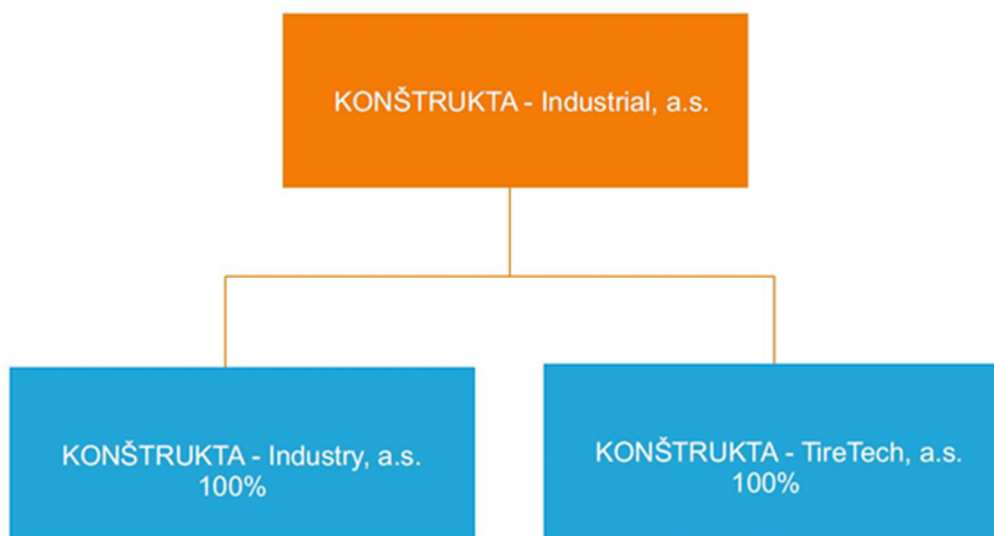 KONŠTRUKTA - Industrial, a.s.
KONŠTRUKTA - Industry, a.s.
100%
KONŠTRUKTA - TireTech, a.s.
100%